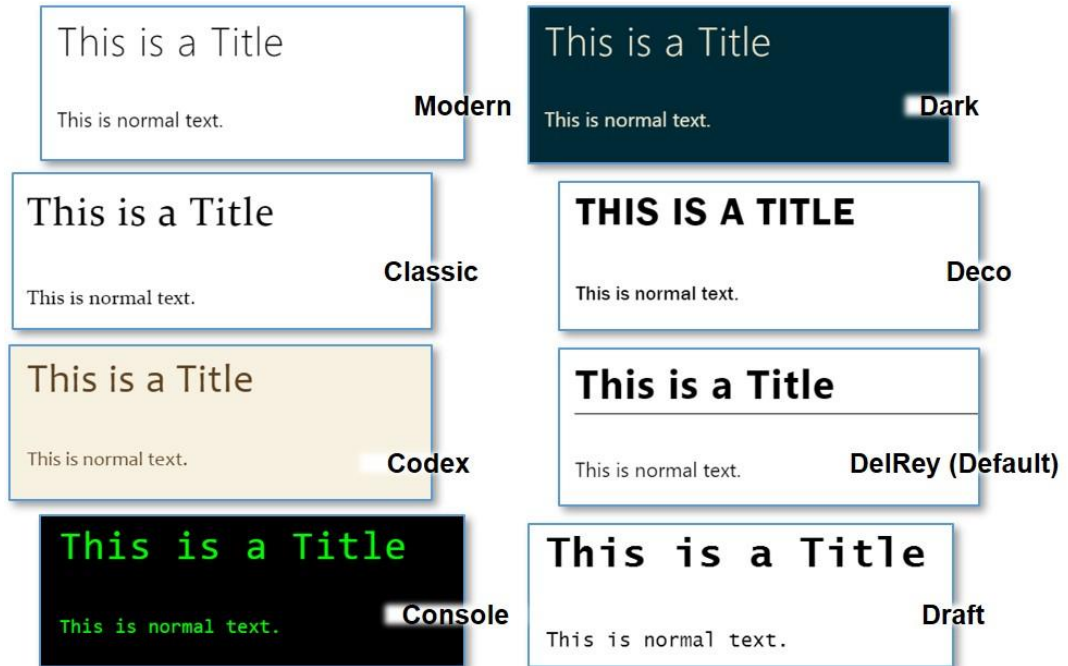 This is a Title
This is normal text.
Modern
This is a Title
This is normal text.
Dark
This is a Title
This is normal text.
Classic
THIS IS A TITLE
This is normal text.
Deco
This is a Title
This is normal text.
Codex
This is a Title
This is normal text.
DelRey (Default)
This is a Title
This is normal text.
Console
This is a Title
This is normal text.
Draft